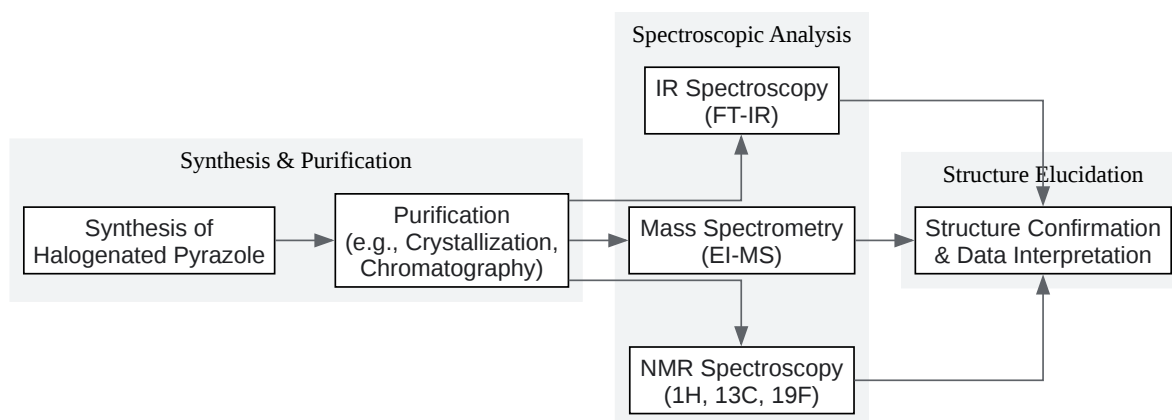 Synthesis & Purification
Synthesis of
Halogenated Pyrazole
Purification
(e.g., Crystallization,
Chromatography)
Spectroscopic Analysis
IR Spectroscopy
(FT-IR)
Mass Spectrometry
(EI-MS)
NMR Spectroscopy
(1H, 13C, 19F)
Structure Elucidation
Structure Confirmation
& Data Interpretation